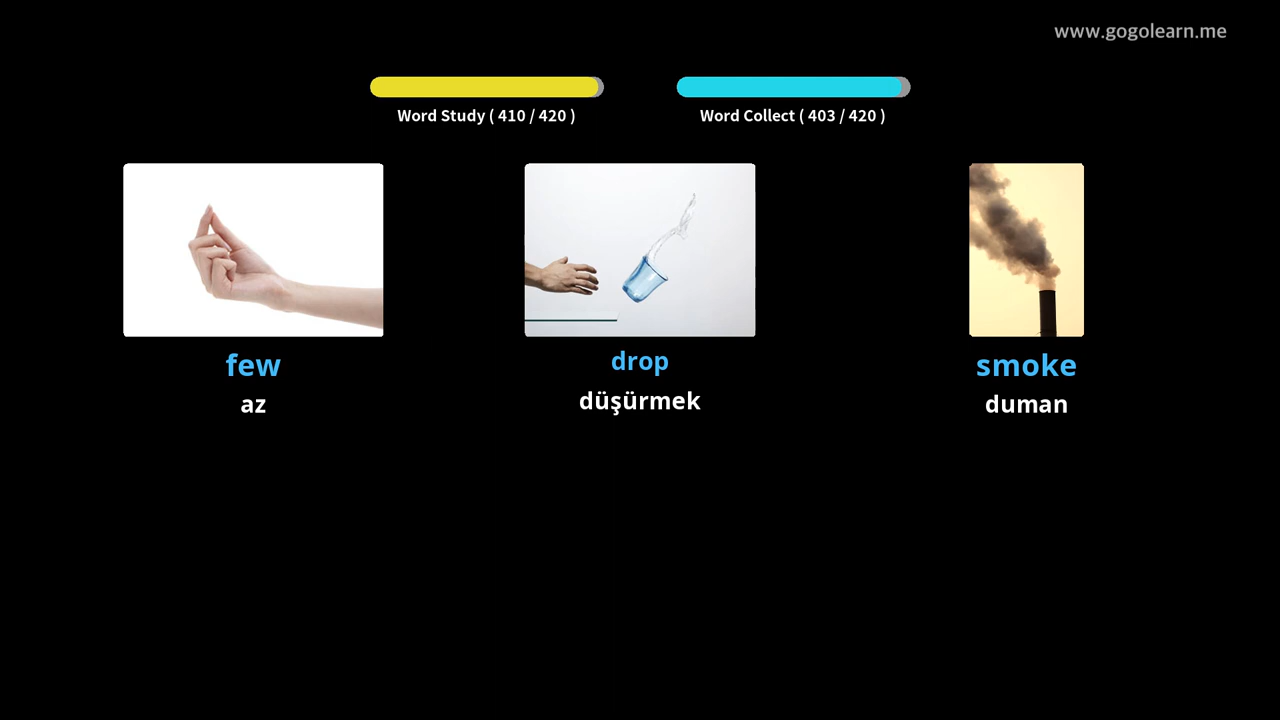 www.gogolearn.me
Word Study ( 410 / 420 )
Word Collect ( 403 / 420 )
few
az
drop
düşürmek
smoke
duman